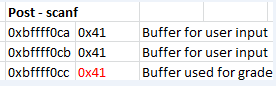 Post - scanf
0xbffff0ca 0x41 Buffer for user input
0xbffff0cb 0x41 Buffer for user input
0xbffff0cc 0x41 Buffer used for grade